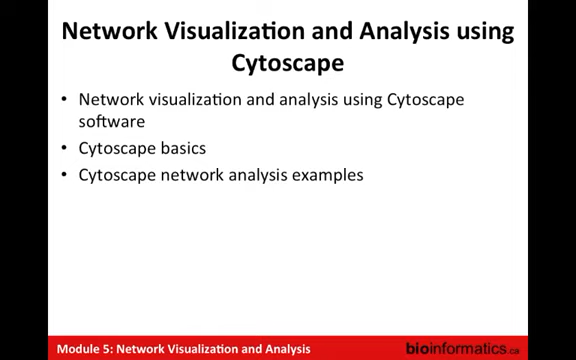 Network Visualization and Analysis using
Cytoscape
• Network visualization and analysis using Cytoscape
software
• Cytoscape basics
• Cytoscape network analysis examples
Module 5: Network Visualization and Analysis
bioinformatics.ca